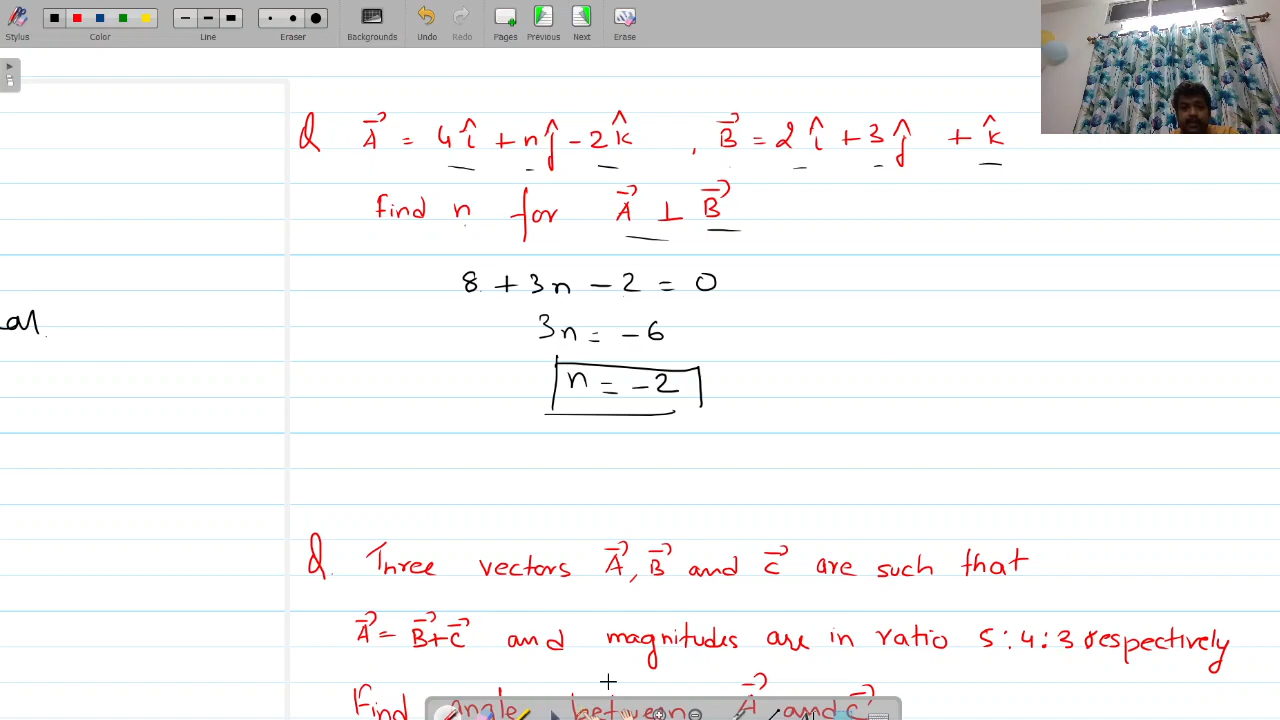 Stylus Color Line Eraser Backgrounds Undo Redo Pages Previous Next Erase
Q A⃗ = 4î + nĵ - 2k̂ , B⃗ = 2î + 3ĵ + k̂
find n for A⃗ ⊥ B⃗
8 + 3n - 2 = 0
3n = -6
n = -2
Q. Three vectors A⃗, B⃗ and C⃗ are such that
A⃗ = B⃗ + C⃗ and magnitudes are in ratio 5:4:3 respectively
Find angle between A⃗ and C⃗